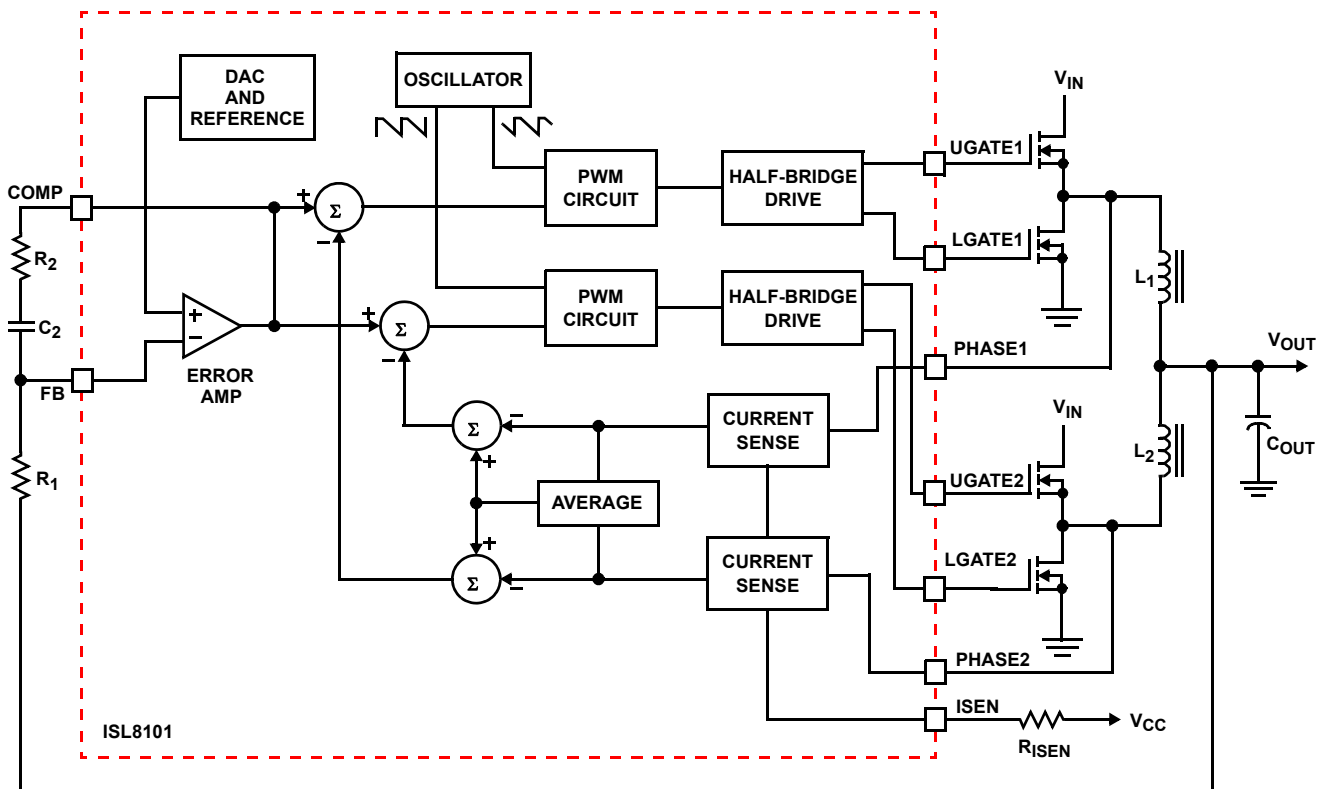 DAC
AND
REFERENCE
OSCILLATOR
V_IN
UGATE1
PWM
CIRCUIT
HALF-BRIDGE
DRIVE
COMP
+
Σ
−
LGATE1
R2
L1
PWM
CIRCUIT
HALF-BRIDGE
DRIVE
+
Σ
−
+
−
C2
ERROR
AMP
FB
PHASE1
VOUT
VIN
COUT
L2
Σ
−
+
CURRENT
SENSE
R1
UGATE2
AVERAGE
+
Σ
−
CURRENT
SENSE
LGATE2
PHASE2
ISEN
VCC
RISEN
ISL8101